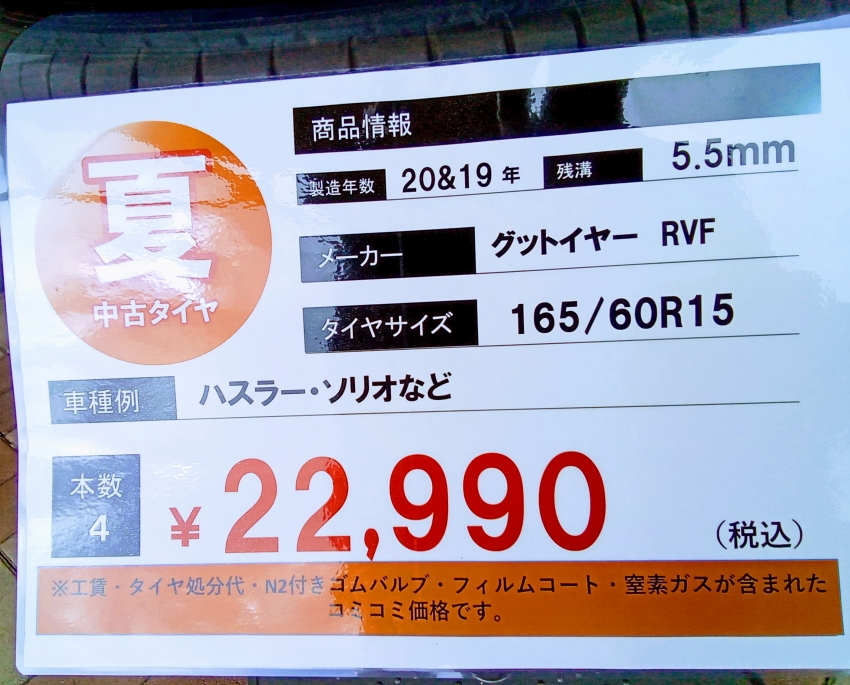 夏
中古タイヤ
商品情報
製造年数 20&19 年 残溝 5.5mm
メーカー グットイヤー RVF
タイヤサイズ 165/60R15
車種例 ハスラー・ソリオなど
本数
4
¥22,990
(税込)
※工賃・タイヤ処分代・N2付きゴムバルブ・フィルムコート・窒素ガスが含まれた
コミコミ価格です。